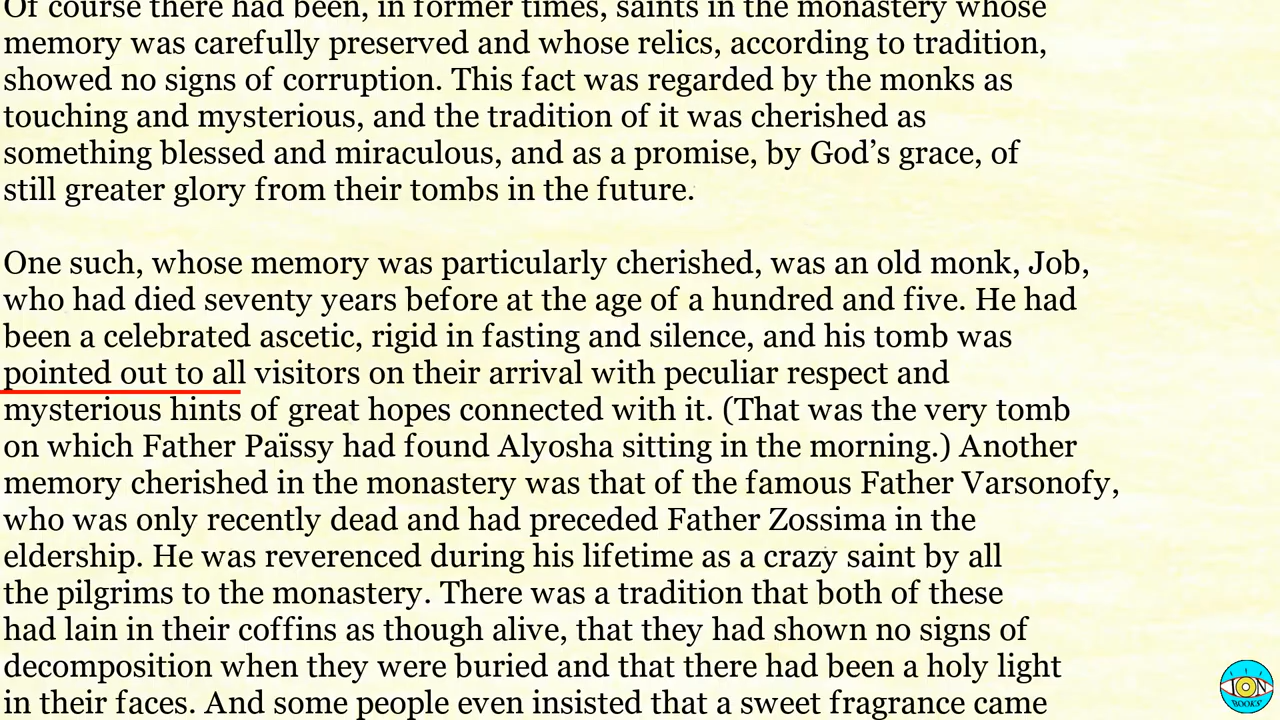 Of course there had been, in former times, saints in the monastery whose
memory was carefully preserved and whose relics, according to tradition,
showed no signs of corruption. This fact was regarded by the monks as
touching and mysterious, and the tradition of it was cherished as
something blessed and miraculous, and as a promise, by God’s grace, of
still greater glory from their tombs in the future.
One such, whose memory was particularly cherished, was an old monk, Job,
who had died seventy years before at the age of a hundred and five. He had
been a celebrated ascetic, rigid in fasting and silence, and his tomb was
pointed out to all visitors on their arrival with peculiar respect and
mysterious hints of great hopes connected with it. (That was the very tomb
on which Father Païssy had found Alyosha sitting in the morning.) Another
memory cherished in the monastery was that of the famous Father Varsonofy,
who was only recently dead and had preceded Father Zossima in the
eldership. He was reverenced during his lifetime as a crazy saint by all
the pilgrims to the monastery. There was a tradition that both of these
had lain in their coffins as though alive, that they had shown no signs of
decomposition when they were buried and that there had been a holy light
in their faces. And some people even insisted that a sweet fragrance came
ION
BOOKS